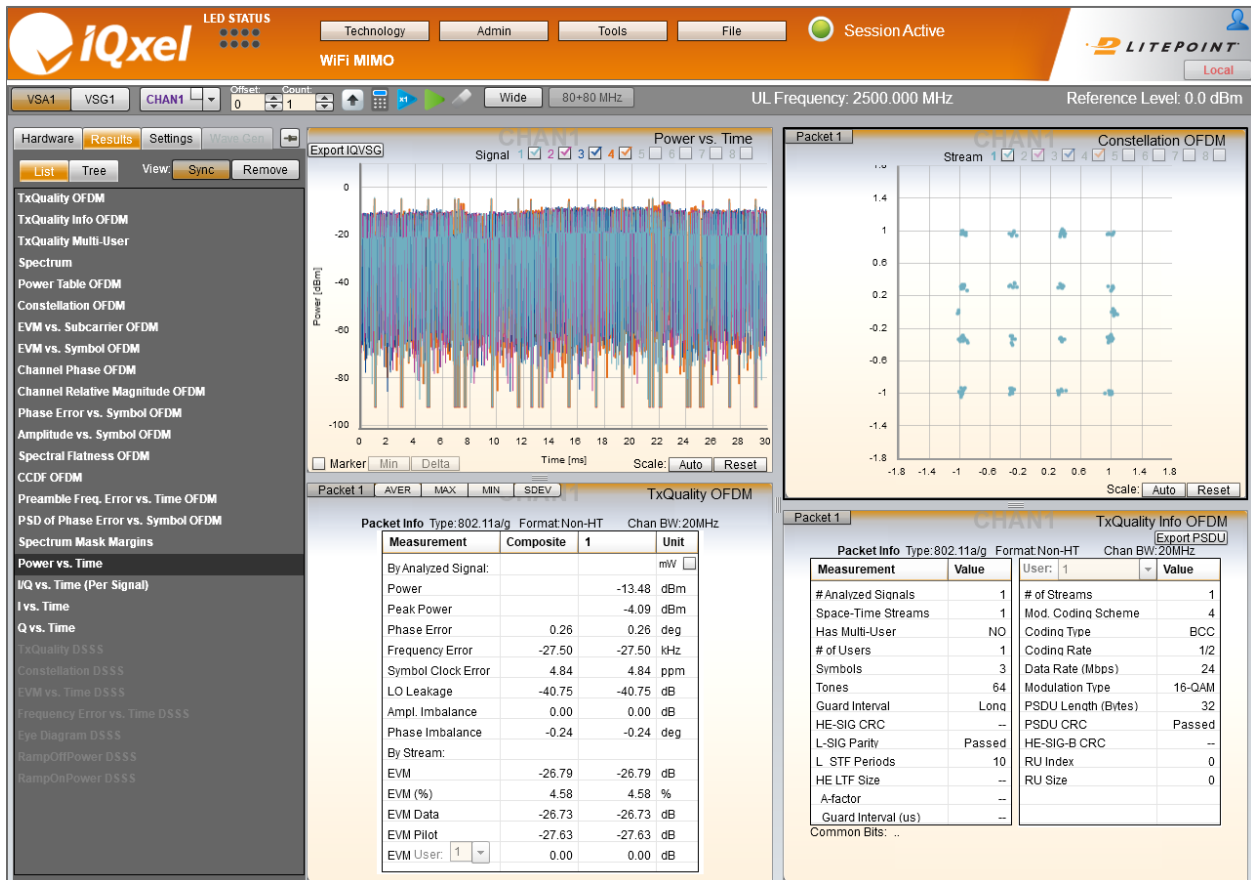 iQxel
LED STATUS
Technology Admin Tools File Session Active
WiFi MIMO
LITEPOINT
Local
VSA1 VSG1 CHAN1 Offset: 0 Count: 1 x1 Wide 80+80 MHz UL Frequency: 2500.000 MHz Reference Level: 0.0 dBm
Hardware Results Settings Wave Gen
List Tree View: Sync Remove
TxQuality OFDM
TxQuality Info OFDM
TxQuality Multi-User
Spectrum
Power Table OFDM
Constellation OFDM
EVM vs. Subcarrier OFDM
EVM vs. Symbol OFDM
Channel Phase OFDM
Channel Relative Magnitude OFDM
Phase Error vs. Symbol OFDM
Amplitude vs. Symbol OFDM
Spectral Flatness OFDM
CCDF OFDM
Preamble Freq. Error vs. Time OFDM
PSD of Phase Error vs. Symbol OFDM
Spectrum Mask Margins
Power vs. Time
I/Q vs. Time (Per Signal)
I vs. Time
Q vs. Time
TxQuality DSSS
Constellation DSSS
EVM vs. Time DSSS
Frequency Error vs. Time DSSS
Eye Diagram DSSS
RampOffPower DSSS
RampOnPower DSSS
CHAN1 Power vs. Time
Export IQVSG
Signal 1 2 3 4 5 6 7 8
0
-20
-40
-60
-80
-100
Power [dBm]
0 2 4 6 8 10 12 14 16 18 20 22 24 26 28 30
Time [ms]
Marker Min Delta Scale: Auto Reset
Packet 1 CHAN1 Constellation OFDM
Stream 1 2 3 4 5 6 7 8
1.4
1
0.6
0.2
-0.2
-0.6
-1
-1.4
-1.8
-1.8 -1.4 -1 -0.6 -0.2 0.2 0.6 1 1.4 1.8
Scale: Auto Reset
Packet 1 AVER MAX MIN SDEV CHAN1 TxQuality OFDM
Packet Info Type:802.11a/g Format:Non-HT Chan BW:20MHz
Measurement Composite 1 Unit
By Analyzed Signal: mW
Power -13.48 dBm
Peak Power -4.09 dBm
Phase Error 0.26 0.26 deg
Frequency Error -27.50 -27.50 kHz
Symbol Clock Error 4.84 4.84 ppm
LO Leakage -40.75 -40.75 dB
Ampl. Imbalance 0.00 0.00 dB
Phase Imbalance -0.24 -0.24 deg
By Stream:
EVM -26.79 -26.79 dB
EVM (%) 4.58 4.58 %
EVM Data -26.73 -26.73 dB
EVM Pilot -27.63 -27.63 dB
EVM User: 1 0.00 0.00 dB
Packet 1 CHAN1 TxQuality Info OFDM
Export PSDU
Packet Info Type:802.11a/g Format:Non-HT Chan BW:20MHz
Measurement Value User: 1 Value
# Analyzed Signals 1 # of Streams 1
Space-Time Streams 1 Mod. Coding Scheme 4
Has Multi-User NO Coding Type BCC
# of Users 1 Coding Rate 1/2
Symbols 3 Data Rate (Mbps) 24
Tones 64 Modulation Type 16-QAM
Guard Interval Long PSDU Length (Bytes) 32
HE-SIG CRC -- PSDU CRC Passed
L-SIG Parity Passed HE-SIG-B CRC --
L_STF Periods 10 RU Index 0
HE LTF Size -- RU Size 0
A-factor --
Guard Interval (us) --
Common Bits: ..